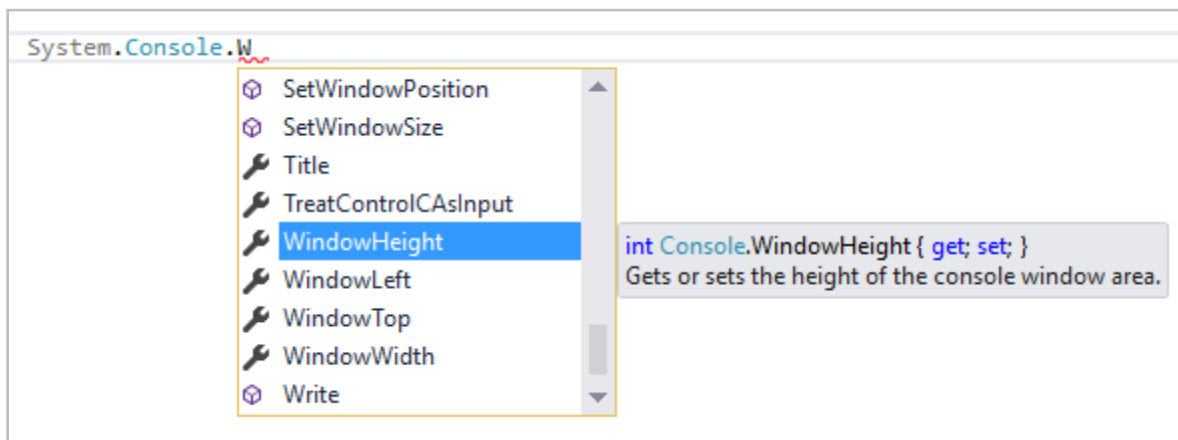 System.Console.W
SetWindowPosition
SetWindowSize
Title
TreatControlCAsInput
WindowHeight
int Console.WindowHeight { get; set; }
Gets or sets the height of the console window area.
WindowLeft
WindowTop
WindowWidth
Write